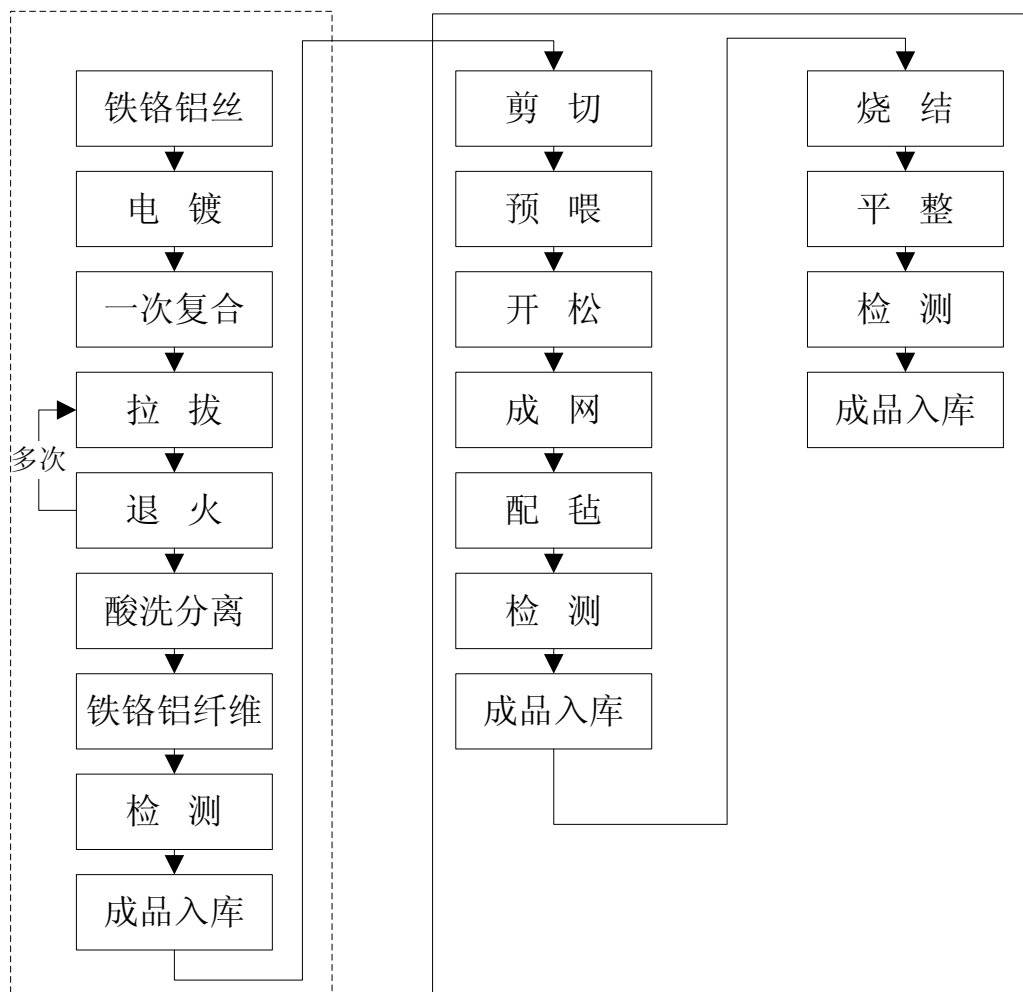 铁铬铝丝
电 镀
一次复合
拉 拔
多次
退 火
酸洗分离
铁铬铝纤维
检 测
成品入库
剪 切
预 喂
开 松
成 网
配 毡
检 测
成品入库
烧 结
平 整
检 测
成品入库